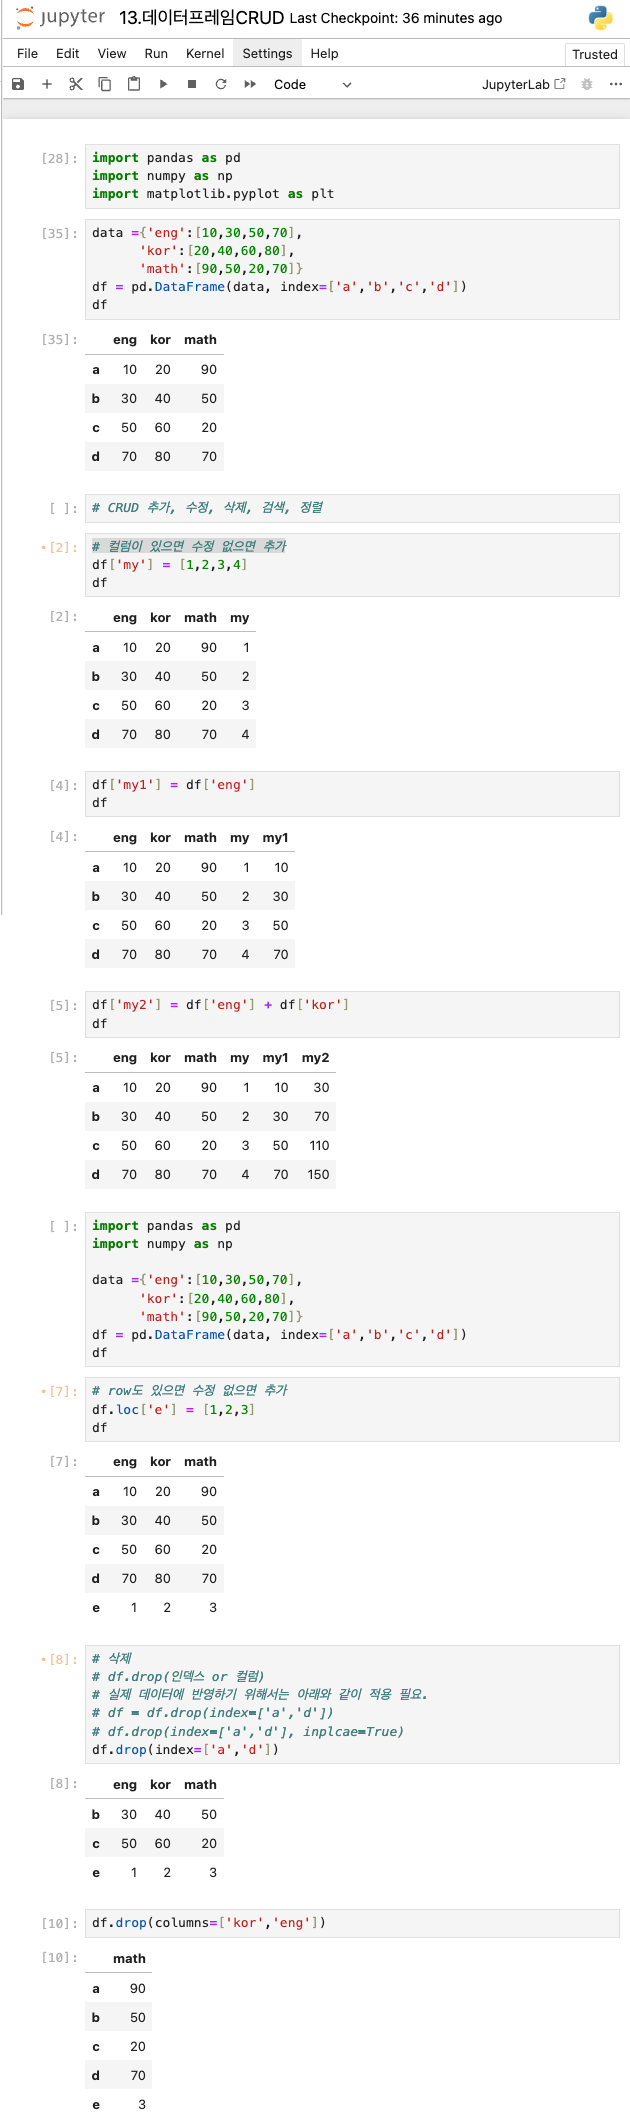 jupyter 13.데이터프레임CRUD Last Checkpoint: 36 minutes ago
File Edit View Run Kernel Settings Help Trusted
Code JupyterLab
[28]: import pandas as pd
import numpy as np
import matplotlib.pyplot as plt
[35]: data ={'eng':[10,30,50,70],
'kor':[20,40,60,80],
'math':[90,50,20,70]}
df = pd.DataFrame(data, index=['a','b','c','d'])
df
[35]: eng kor math
a 10 20 90
b 30 40 50
c 50 60 20
d 70 80 70
[ ]: # CRUD 추가, 수정, 삭제, 검색, 정렬
•[2]: # 컬럼이 있으면 수정 없으면 추가
df['my'] = [1,2,3,4]
df
[2]: eng kor math my
a 10 20 90 1
b 30 40 50 2
c 50 60 20 3
d 70 80 70 4
[4]: df['my1'] = df['eng']
df
[4]: eng kor math my my1
a 10 20 90 1 10
b 30 40 50 2 30
c 50 60 20 3 50
d 70 80 70 4 70
[5]: df['my2'] = df['eng'] + df['kor']
df
[5]: eng kor math my my1 my2
a 10 20 90 1 10 30
b 30 40 50 2 30 70
c 50 60 20 3 50 110
d 70 80 70 4 70 150
[ ]: import pandas as pd
import numpy as np
data ={'eng':[10,30,50,70],
'kor':[20,40,60,80],
'math':[90,50,20,70]}
df = pd.DataFrame(data, index=['a','b','c','d'])
df
•[7]: # row도 있으면 수정 없으면 추가
df.loc['e'] = [1,2,3]
df
[7]: eng kor math
a 10 20 90
b 30 40 50
c 50 60 20
d 70 80 70
e 1 2 3
•[8]: # 삭제
# df.drop(인덱스 or 컬럼)
# 실제 데이터에 반영하기 위해서는 아래와 같이 적용 필요.
# df = df.drop(index=['a','d'])
# df.drop(index=['a','d'], inplcae=True)
df.drop(index=['a','d'])
[8]: eng kor math
b 30 40 50
c 50 60 20
e 1 2 3
[10]: df.drop(columns=['kor','eng'])
[10]: math
a 90
b 50
c 20
d 70
e 3